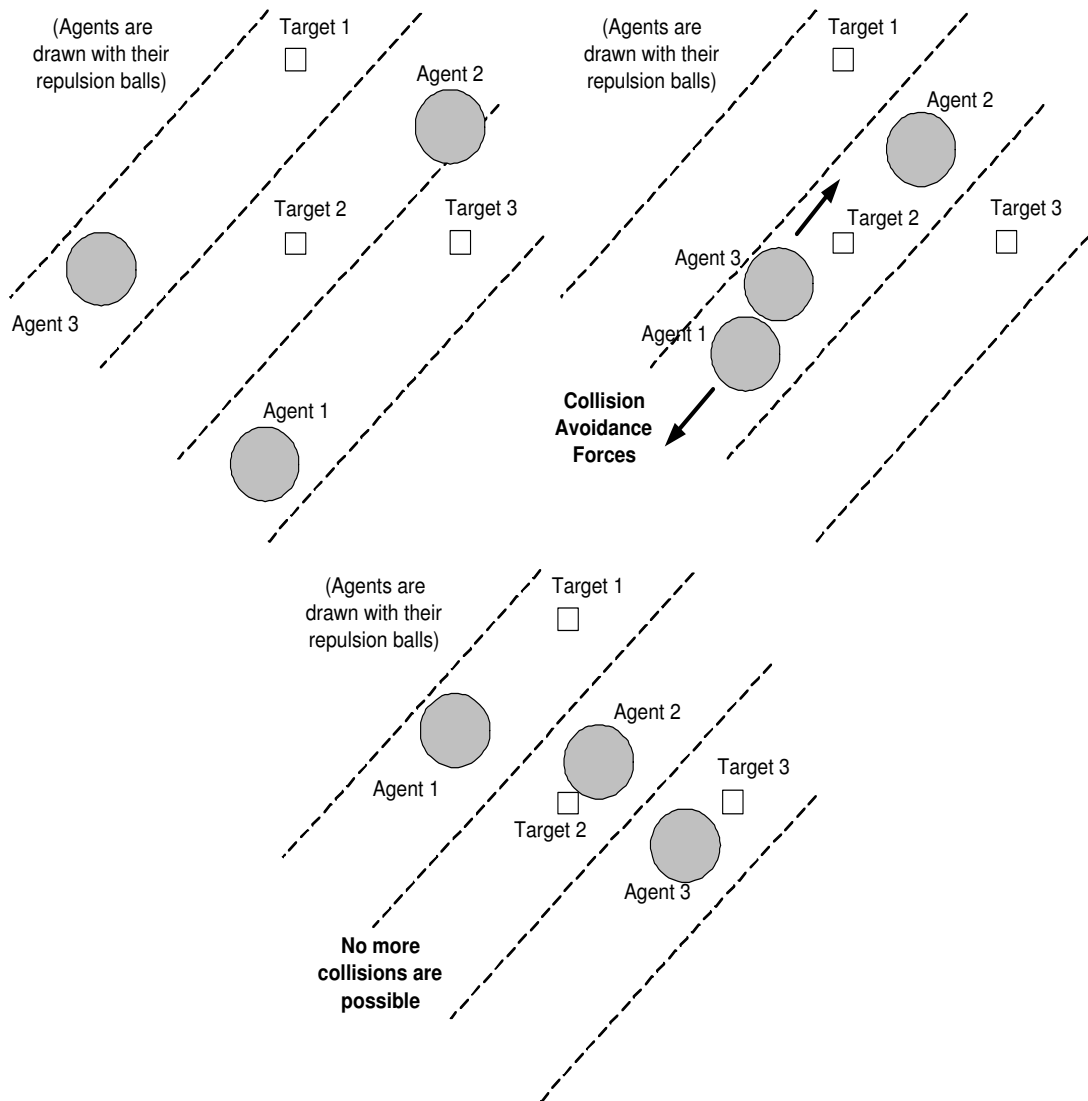 (Agents are
drawn with their
repulsion balls)
Target 1
Agent 2
Target 2
Target 3
Agent 3
Agent 1
(Agents are
drawn with their
repulsion balls)
Target 1
Agent 2
Target 2
Target 3
Agent 3
Agent 1
Collision
Avoidance
Forces
(Agents are
drawn with their
repulsion balls)
Target 1
Agent 2
Target 3
Agent 1
Target 2
Agent 3
No more
collisions are
possible